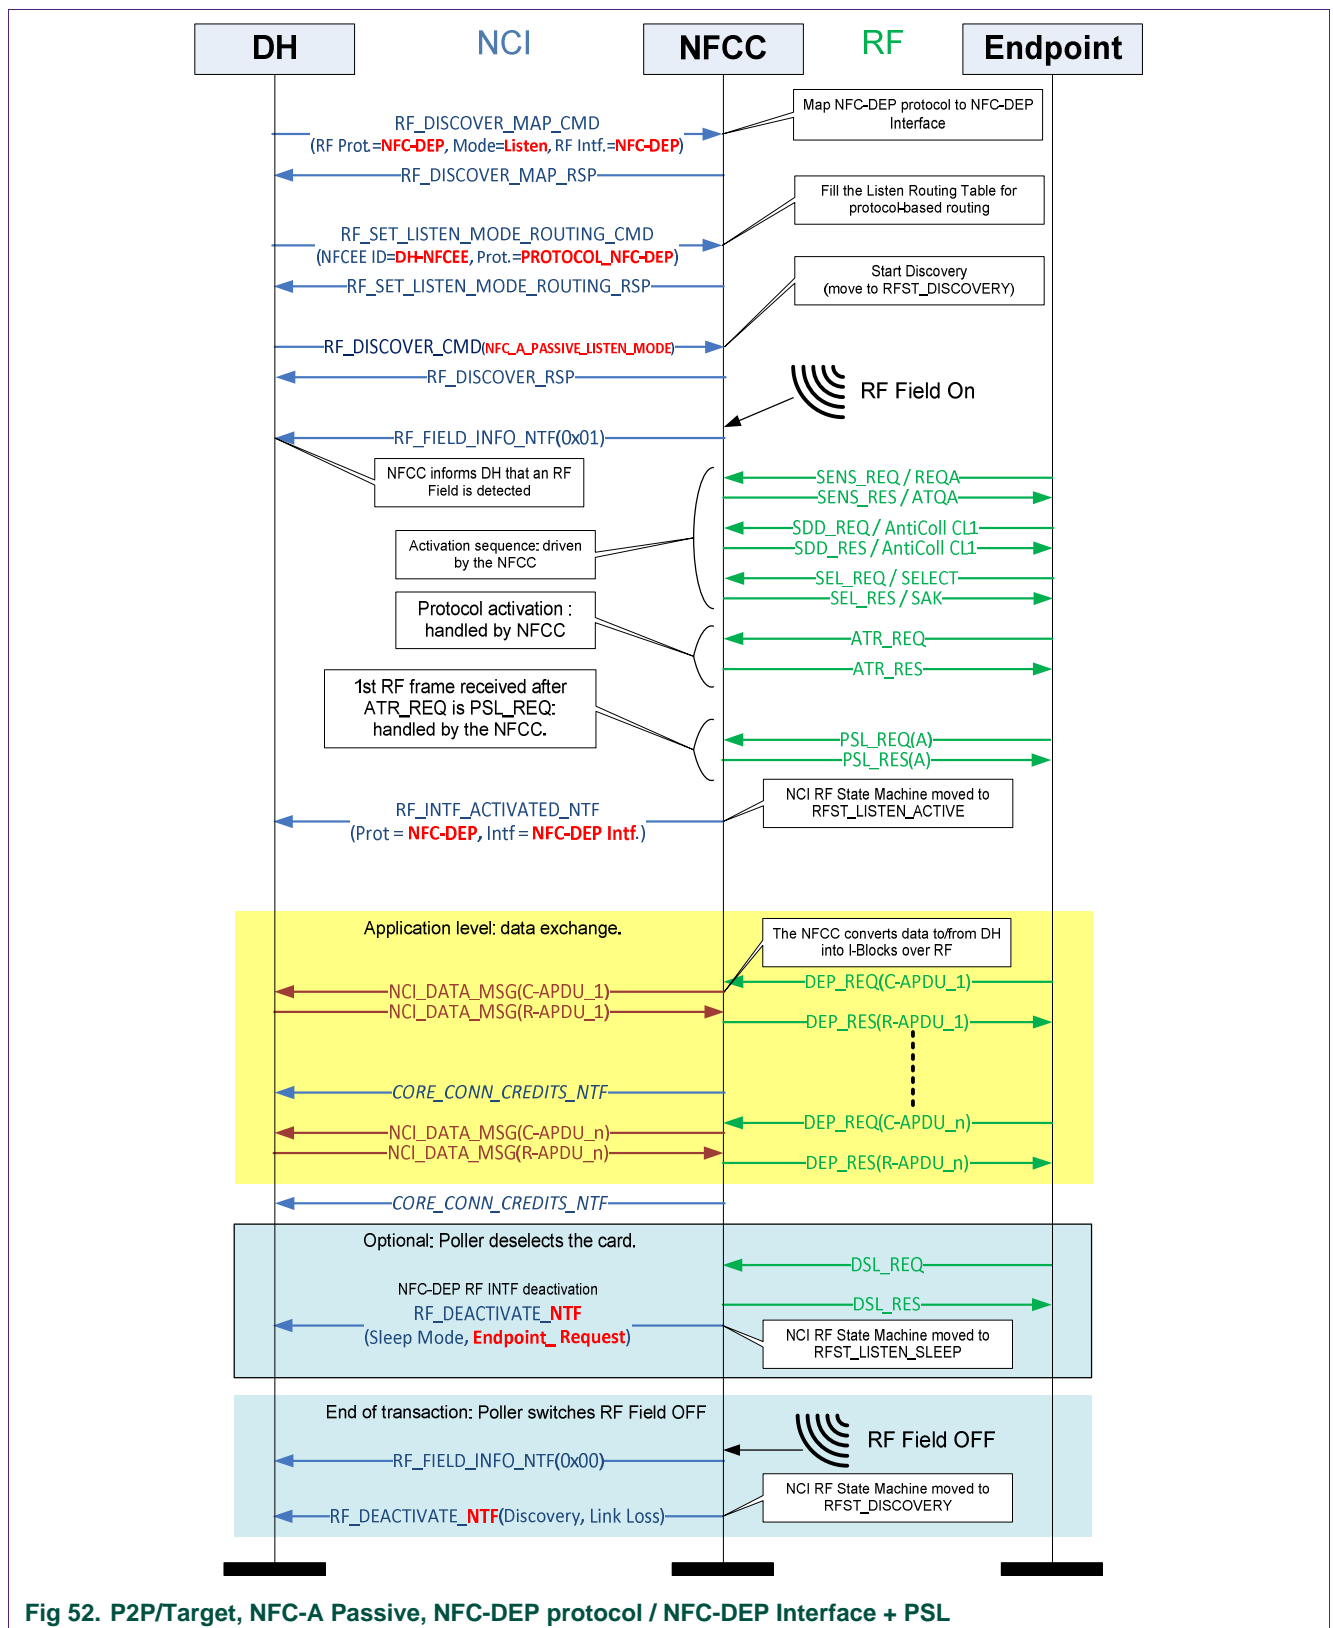 DH
NCI
NFCC
RF
Endpoint
Map NFC-DEP protocol to NFC-DEP
Interface
RF_DISCOVER_MAP_CMD
(RF Prot.=NFC-DEP, Mode=Listen, RF Intf.=NFC-DEP)
RF_DISCOVER_MAP_RSP
Fill the Listen Routing Table for
protocol-based routing
RF_SET_LISTEN_MODE_ROUTING_CMD
(NFCEE ID=DH-NFCEE, Prot.=PROTOCOL_NFC-DEP)
RF_SET_LISTEN_MODE_ROUTING_RSP
Start Discovery
(move to RFST_DISCOVERY)
RF_DISCOVER_CMD(NFC_A_PASSIVE_LISTEN_MODE)
RF_DISCOVER_RSP
RF Field On
RF_FIELD_INFO_NTF(0x01)
NFCC informs DH that an RF
Field is detected
SENS_REQ / REQA
SENS_RES / ATQA
SDD_REQ / AntiColl CL1
SDD_RES / AntiColl CL1
Activation sequence: driven
by the NFCC
SEL_REQ / SELECT
SEL_RES / SAK
Protocol activation :
handled by NFCC
ATR_REQ
ATR_RES
1st RF frame received after
ATR_REQ is PSL_REQ:
handled by the NFCC.
PSL_REQ(A)
PSL_RES(A)
NCI RF State Machine moved to
RFST_LISTEN_ACTIVE
RF_INTF_ACTIVATED_NTF
(Prot = NFC-DEP, Intf = NFC-DEP Intf.)
Application level: data exchange.
The NFCC converts data to/from DH
into I-Blocks over RF
DEP_REQ(C-APDU_1)
NCI_DATA_MSG(C-APDU_1)
NCI_DATA_MSG(R-APDU_1)
DEP_RES(R-APDU_1)
CORE_CONN_CREDITS_NTF
DEP_REQ(C-APDU_n)
NCI_DATA_MSG(C-APDU_n)
NCI_DATA_MSG(R-APDU_n)
DEP_RES(R-APDU_n)
CORE_CONN_CREDITS_NTF
Optional: Poller deselects the card.
DSL_REQ
NFC-DEP RF INTF deactivation
RF_DEACTIVATE_NTF
(Sleep Mode, Endpoint_ Request)
DSL_RES
NCI RF State Machine moved to
RFST_LISTEN_SLEEP
End of transaction: Poller switches RF Field OFF
RF Field OFF
RF_FIELD_INFO_NTF(0x00)
NCI RF State Machine moved to
RFST_DISCOVERY
RF_DEACTIVATE_NTF(Discovery, Link Loss)
Fig 52. P2P/Target, NFC-A Passive, NFC-DEP protocol / NFC-DEP Interface + PSL